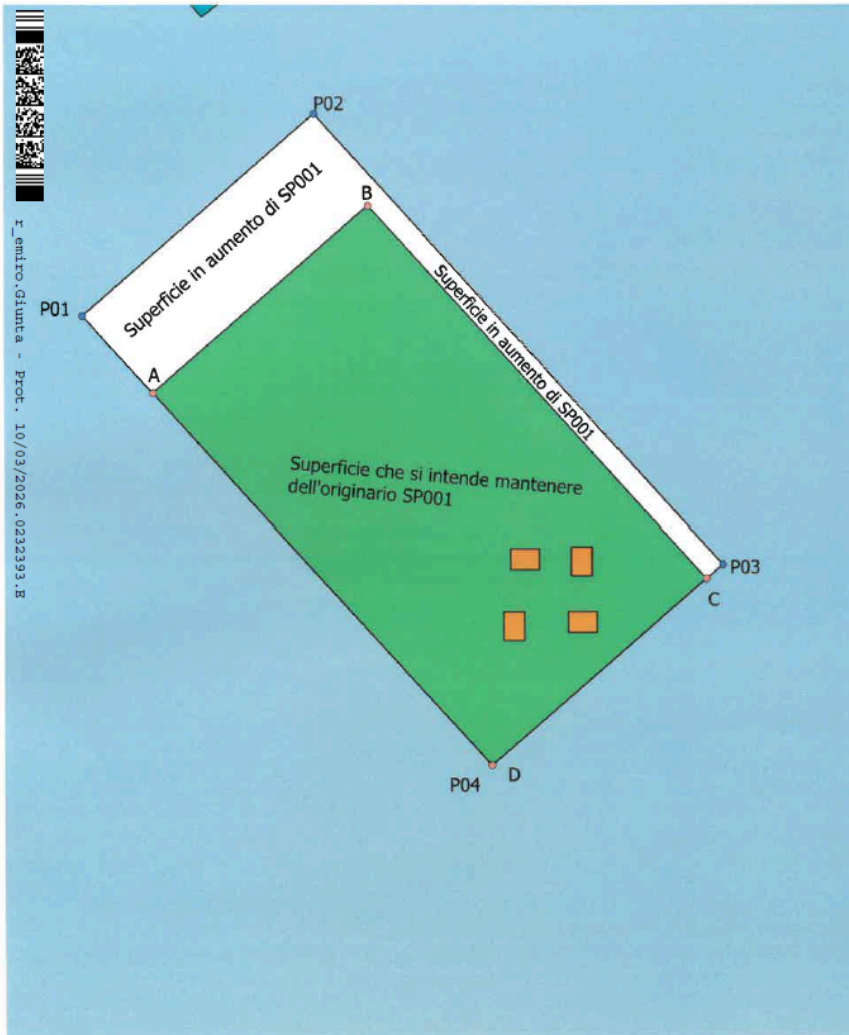 r_emiro.Giunta - Prot. 10/03/2026.0232393.E
P02
Superficie in aumento di SP001
B
P01
A
Superficie in aumento di SP001
Superficie che si intende mantenere
dell'originario SP001
P03
C
P04
D